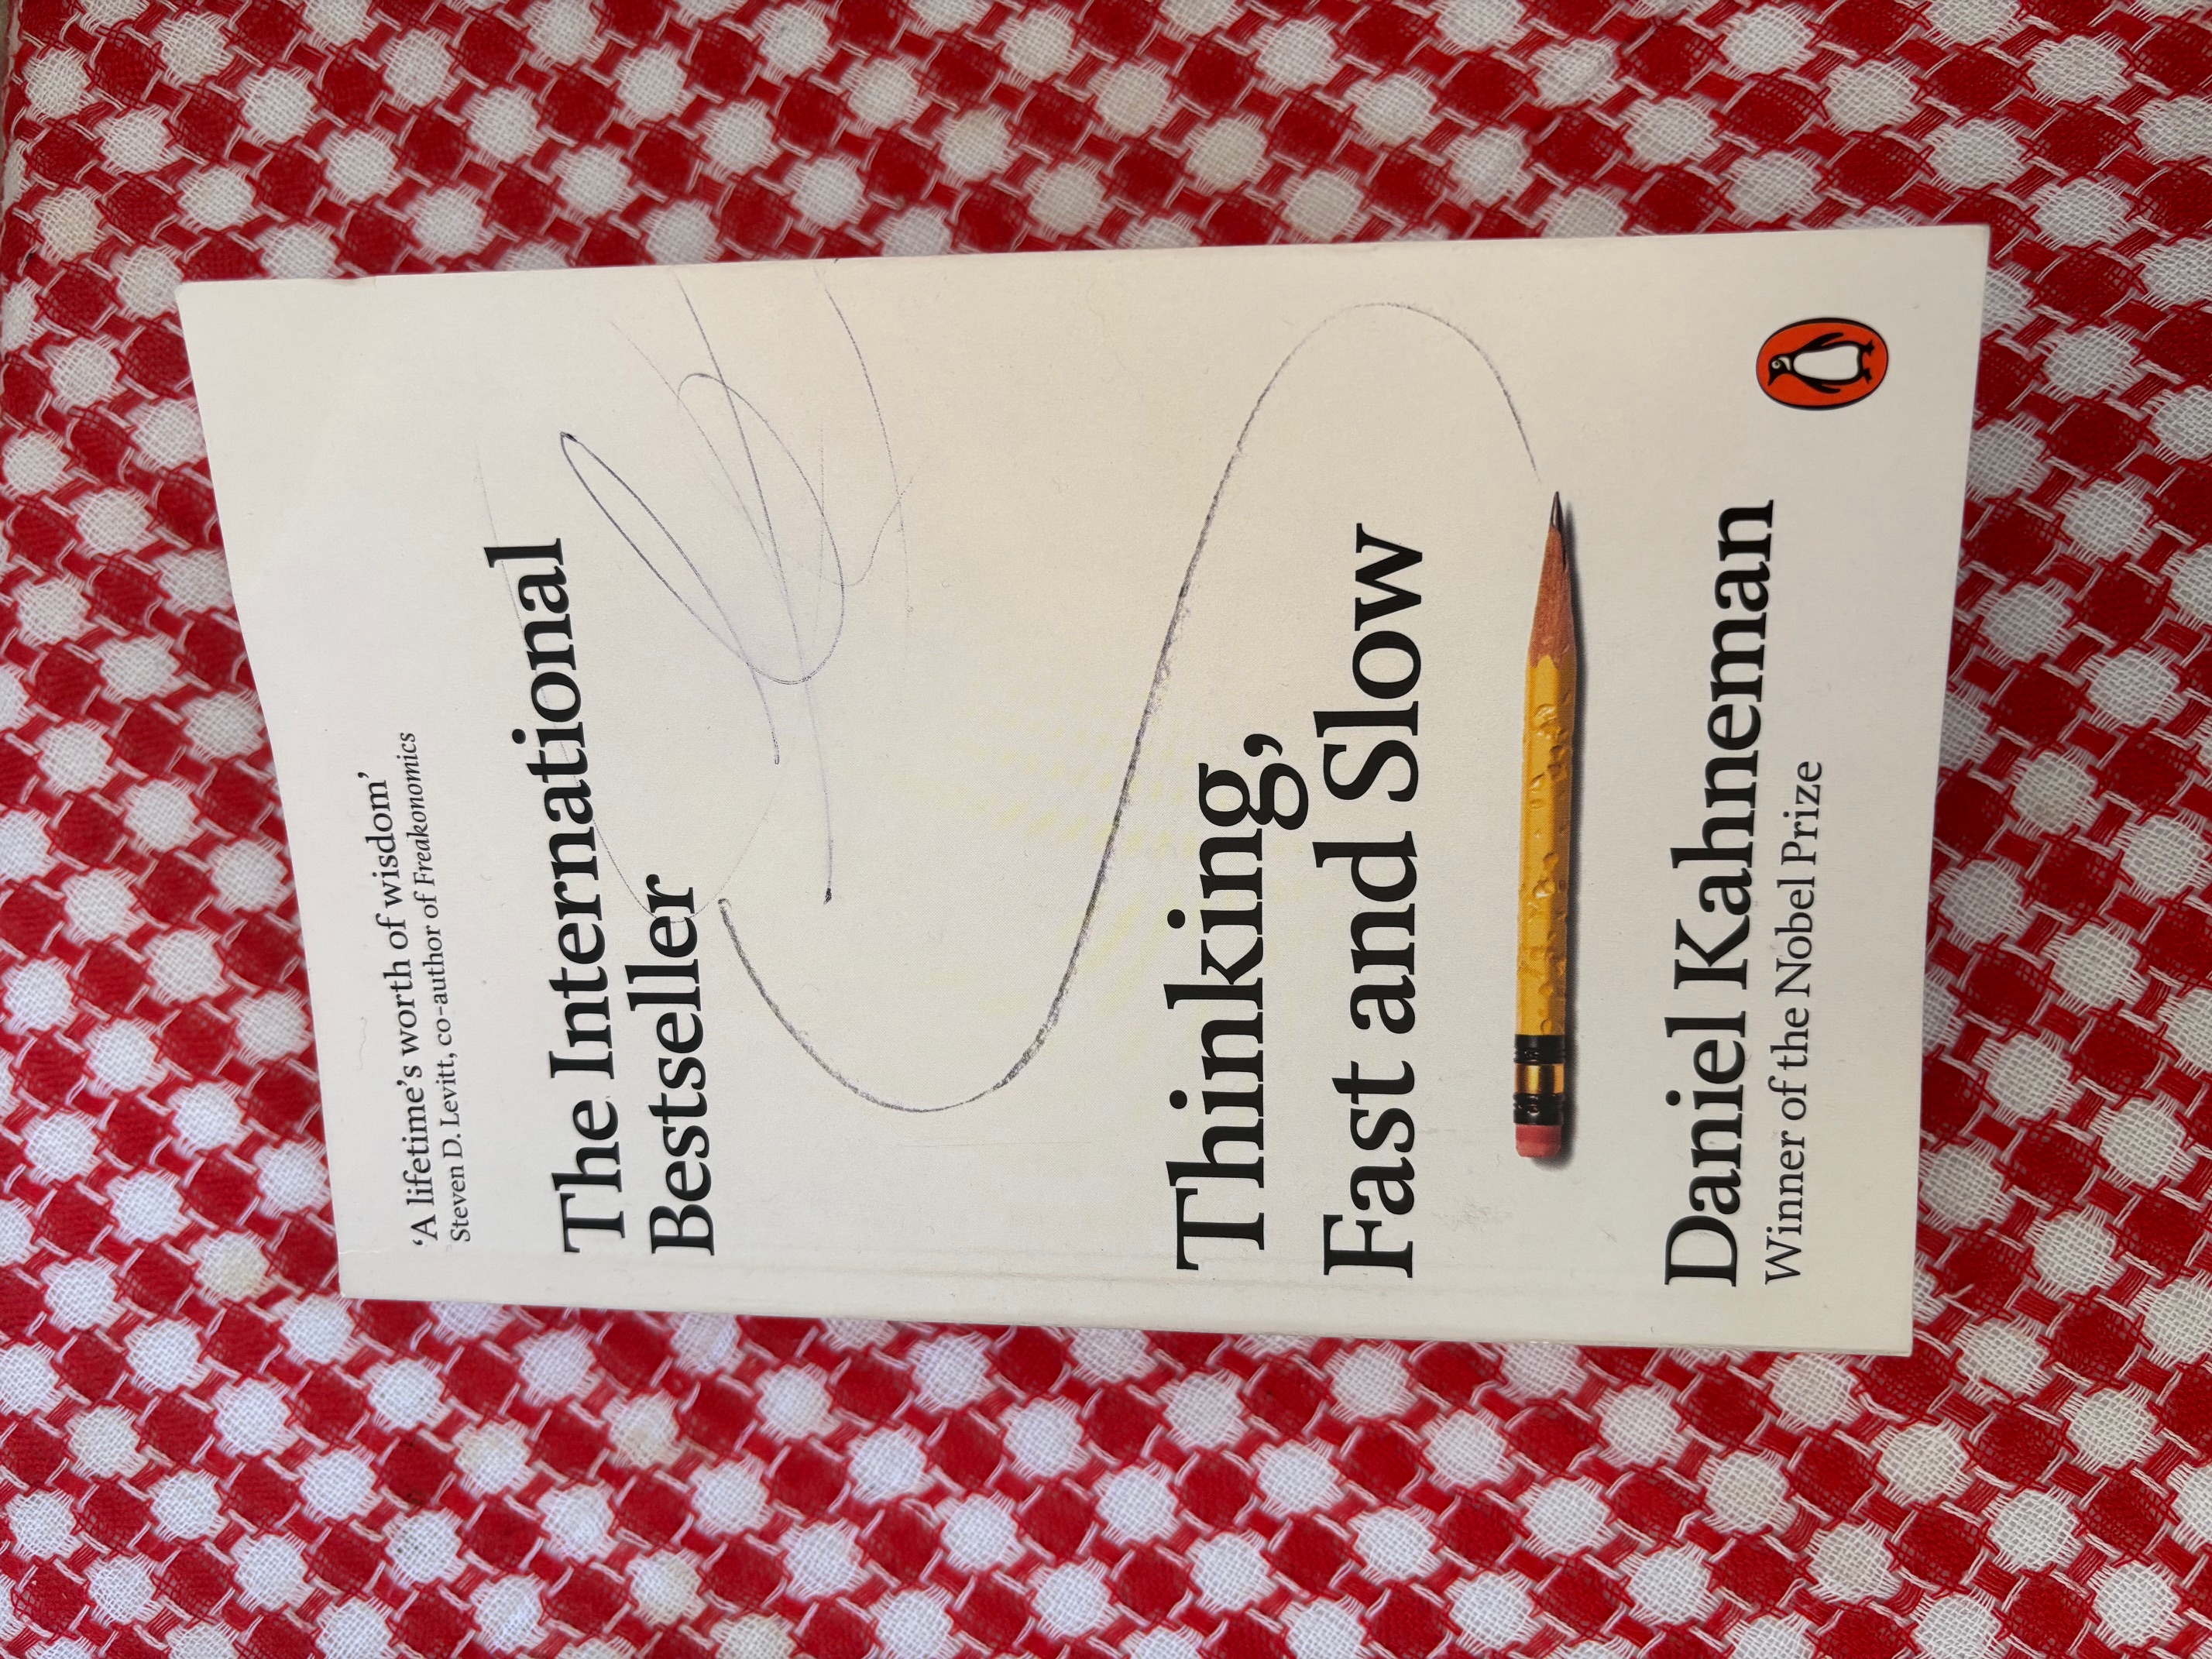 ‘A lifetime’s worth of wisdom’
Steven D. Levitt, co-author of Freakonomics
The International
Bestseller
Thinking,
Fast and Slow
Daniel Kahneman
Winner of the Nobel Prize